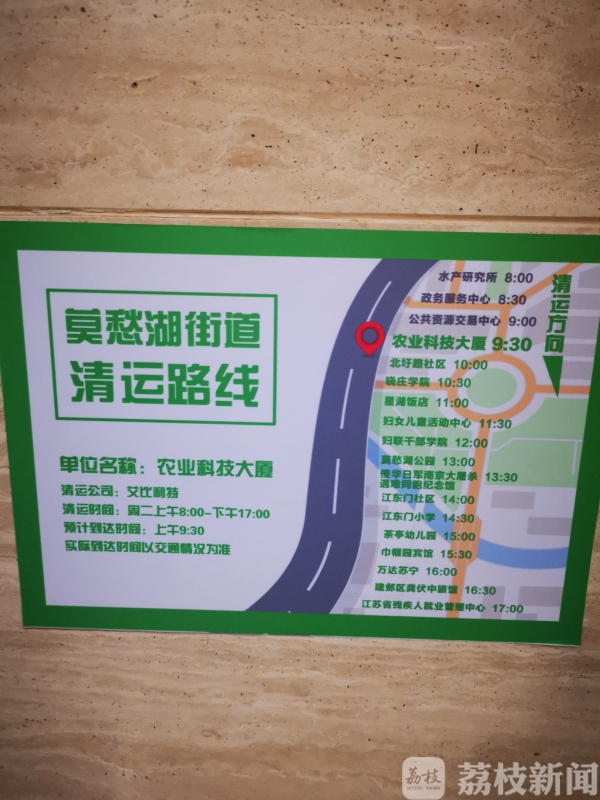 莫愁湖街道
清运路线
单位名称：农业科技大厦
清运公司：艾比利特
清运时间：周二上午8:00-下午17:00
预计到达时间：上午9:30
实际到达时间以交通情况为准
水产研究所 8:00
政务服务中心 8:30
公共资源交易中心 9:00
农业科技大厦 9:30
北圩路社区 10:00
晓庄学院 10:30
星湖饭店 11:00
妇女儿童活动中心 11:30
妇联干部学院 12:00
莫愁湖公园 13:00
侵华日军南京大屠杀 13:30
遇难同胞纪念馆
江东门社区 14:00
江东门小学 14:30
茶亭幼儿园 15:00
巾帼园宾馆 15:30
万达苏宁 16:00
建邺区龚伏中旅馆 16:30
江苏省残疾人就业管理中心 17:00
清运方向
荔枝
荔枝新闻